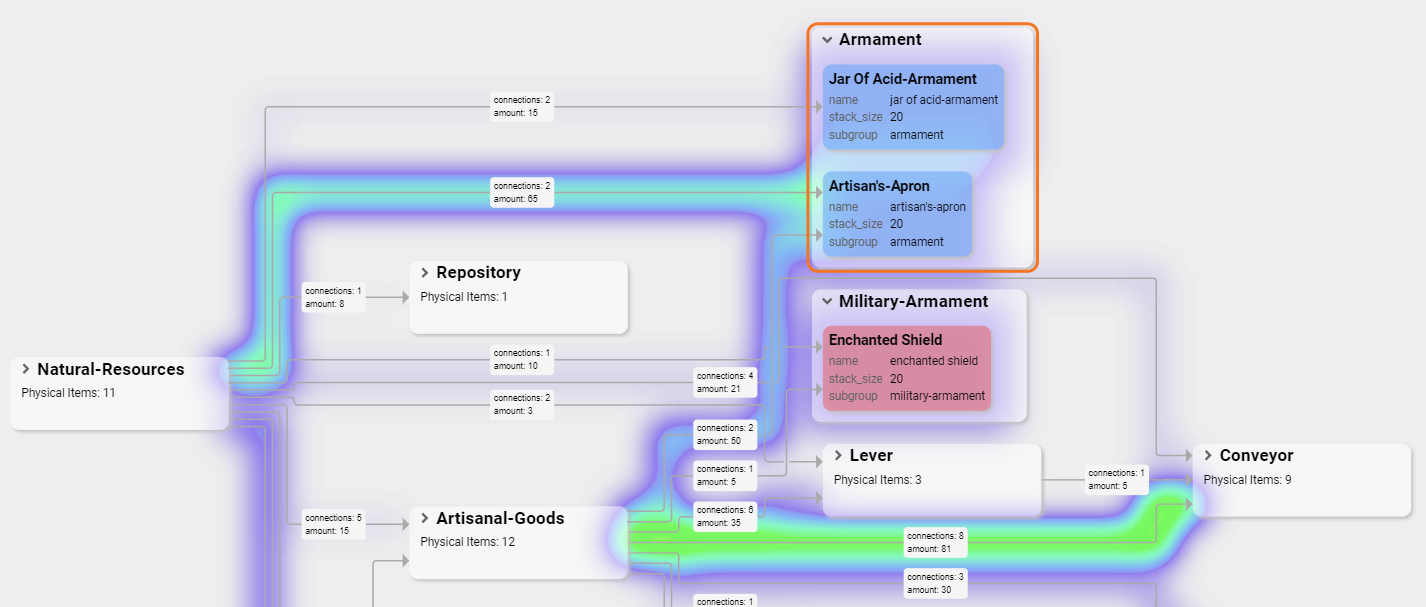 Armament
Jar Of Acid-Armament
name jar of acid-armament
stack_size 20
subgroup armament
connections: 2
amount: 15
Artisan's-Apron
name artisan's-apron
stack_size 20
subgroup armament
connections: 2
amount: 65
Repository
Physical Items: 1
connections: 1
amount: 8
Military-Armament
Enchanted Shield
name enchanted shield
stack_size 20
subgroup military-armament
connections: 1
amount: 10
Natural-Resources
Physical Items: 11
connections: 4
amount: 21
connections: 2
amount: 3
connections: 2
amount: 50
Lever
Physical Items: 3
connections: 1
amount: 5
connections: 1
amount: 5
Conveyor
Physical Items: 9
connections: 5
amount: 15
Artisanal-Goods
Physical Items: 12
connections: 6
amount: 35
connections: 8
amount: 81
connections: 3
amount: 30
connections: 1